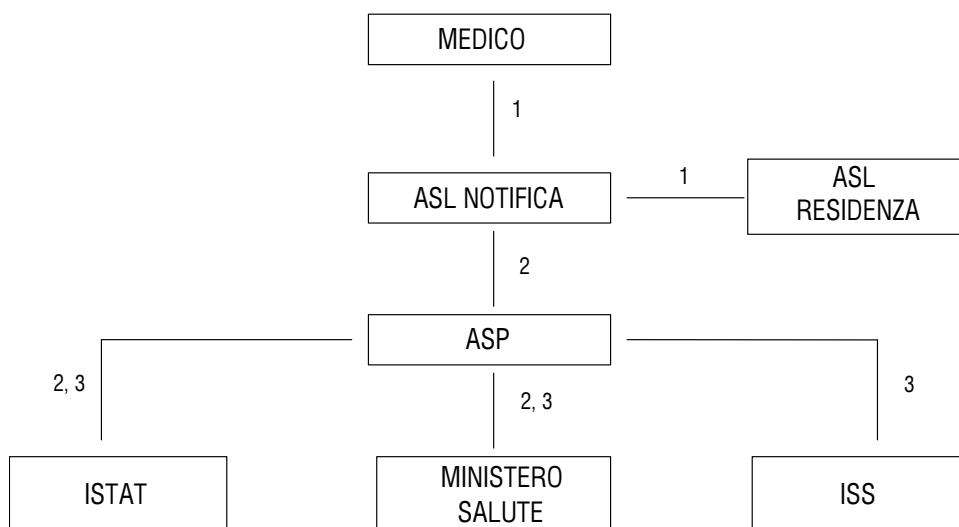 MEDICO
1
ASL NOTIFICA
1
ASL
RESIDENZA
2
ASP
2, 3
2, 3
3
ISTAT
MINISTERO
SALUTE
ISS